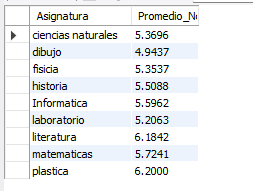 Asignatura Promedio_No
ciencias naturales 5.3696
dibujo 4.9437
fisicia 5.3537
historia 5.5088
Informatica 5.5962
laboratorio 5.2063
literatura 6.1842
matematicas 5.7241
plastica 6.2000